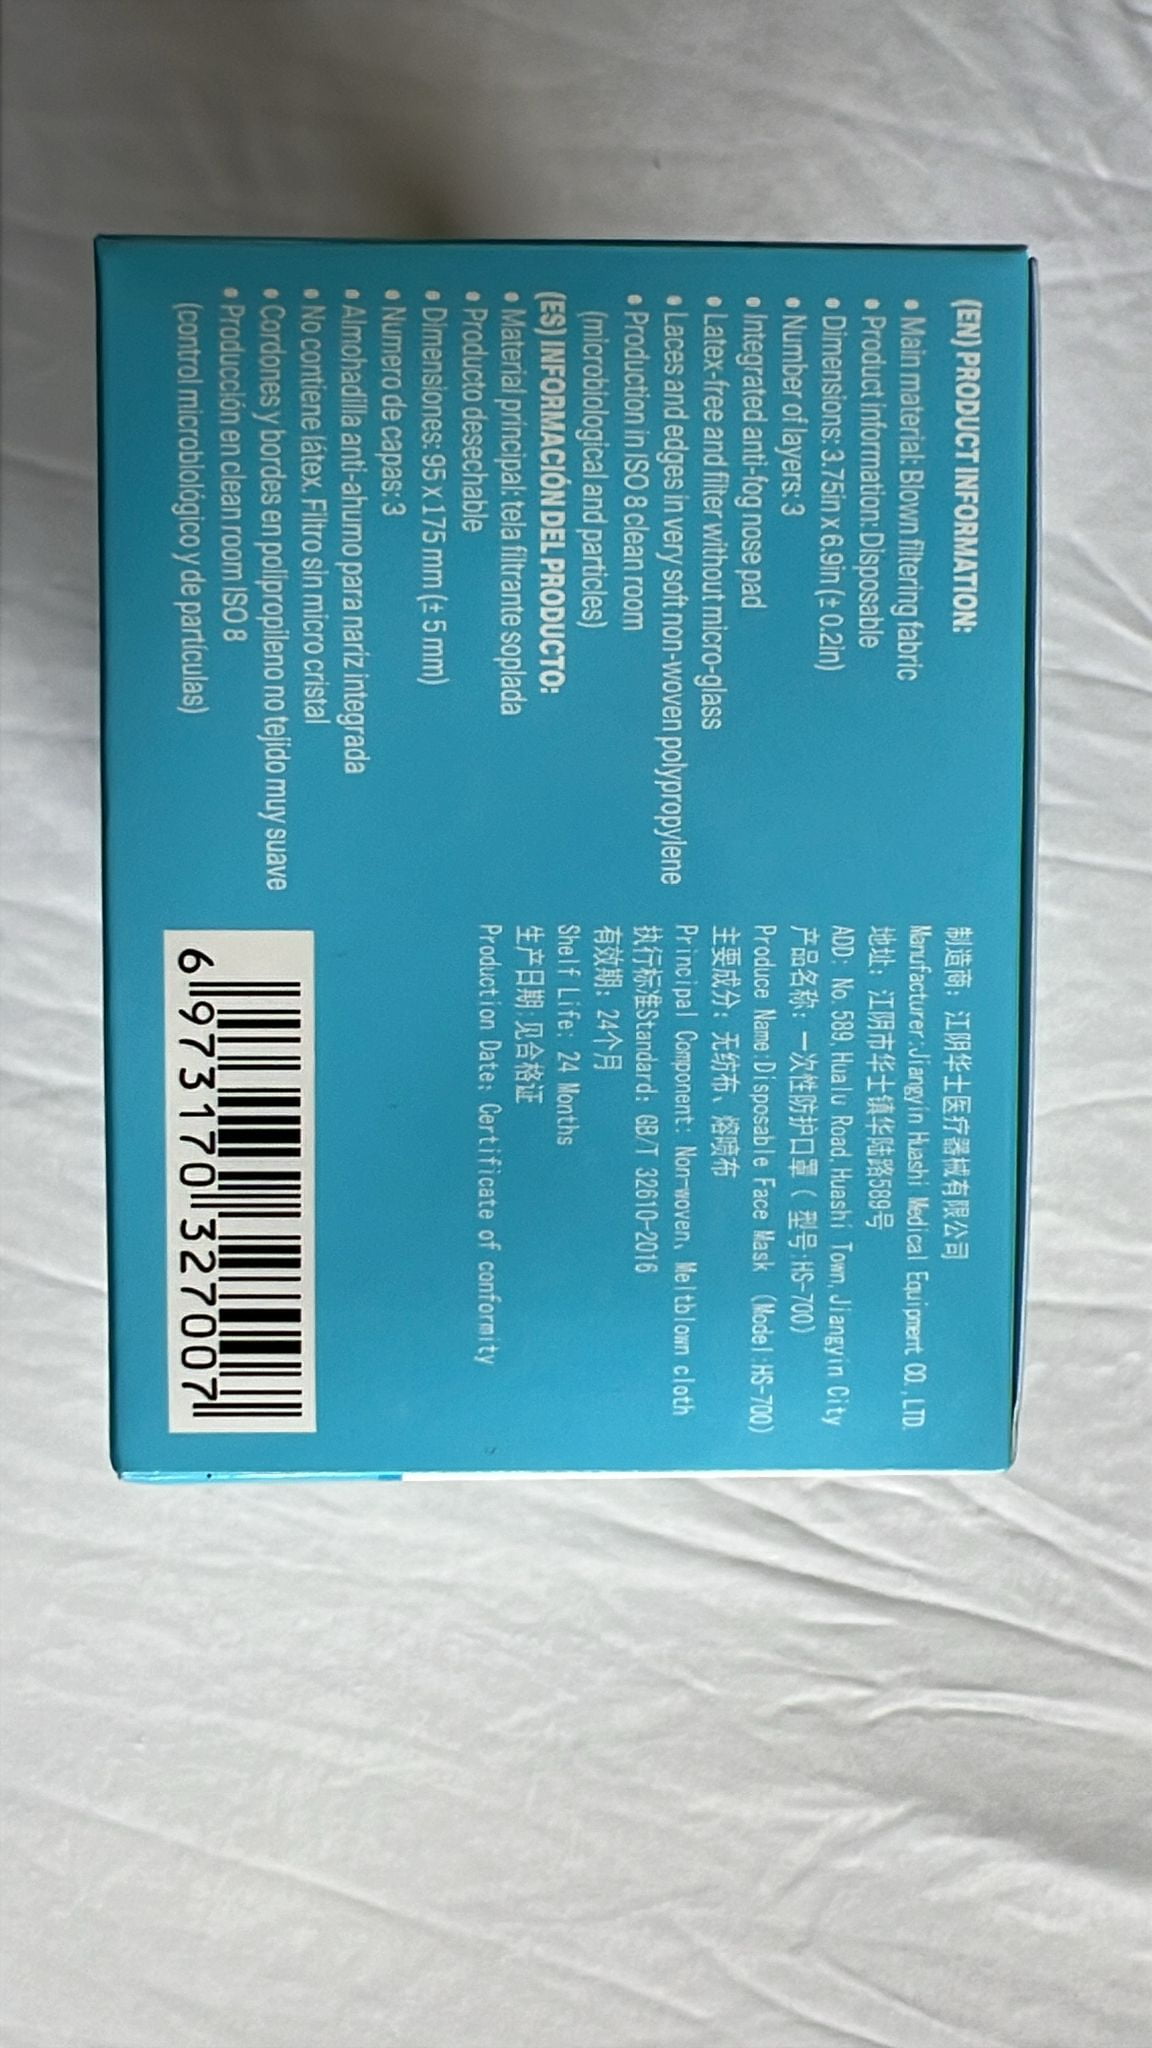 (EN) PRODUCT INFORMATION:
• Main material: Blown filtering fabric
• Product information: Disposable
• Dimensions: 3.75in x 6.9in (± 0.2in)
• Number of layers: 3
• Integrated anti-fog nose pad
• Latex-free and filter without micro-glass
• Laces and edges in very soft non-woven polypropylene
• Production in ISO 8 clean room
(microbiological and particles)
(ES) INFORMACIÓN DEL PRODUCTO:
• Material principal: tela filtrante soplada
• Producto desechable
• Dimensiones: 95 x 175 mm (± 5 mm)
• Numero de capas: 3
• Almohadilla anti-ahumo para naríz integrada
• No contiene látex. Filtro sin micro cristal
• Cordones y bordes en polipropileno no tejido muy suave
• Producción en clean room ISO 8
(control microblológico y de partículas)
制造商：江阴华士医疗器械有限公司
Manufacturer:Jiangyin Huashi Medical Equipment CO.,LTD.
地址：江阴市华士镇华陆路589号
ADD: No.589,Hualu Road,Huashi Town,Jiangyin City
产品名称：一次性防护口罩（型号:HS-700）
Produce Name:Disposable Face Mask (Model:HS-700)
主要成分：无纺布、熔喷布
Principal Component: Non-woven、Meltblown cloth
执行标准Standard: GB/T 32610-2016
有效期：24个月
Shelf Life: 24 Months
生产日期:见合格证
Production Date: Certificate of conformity
6 973170 327007